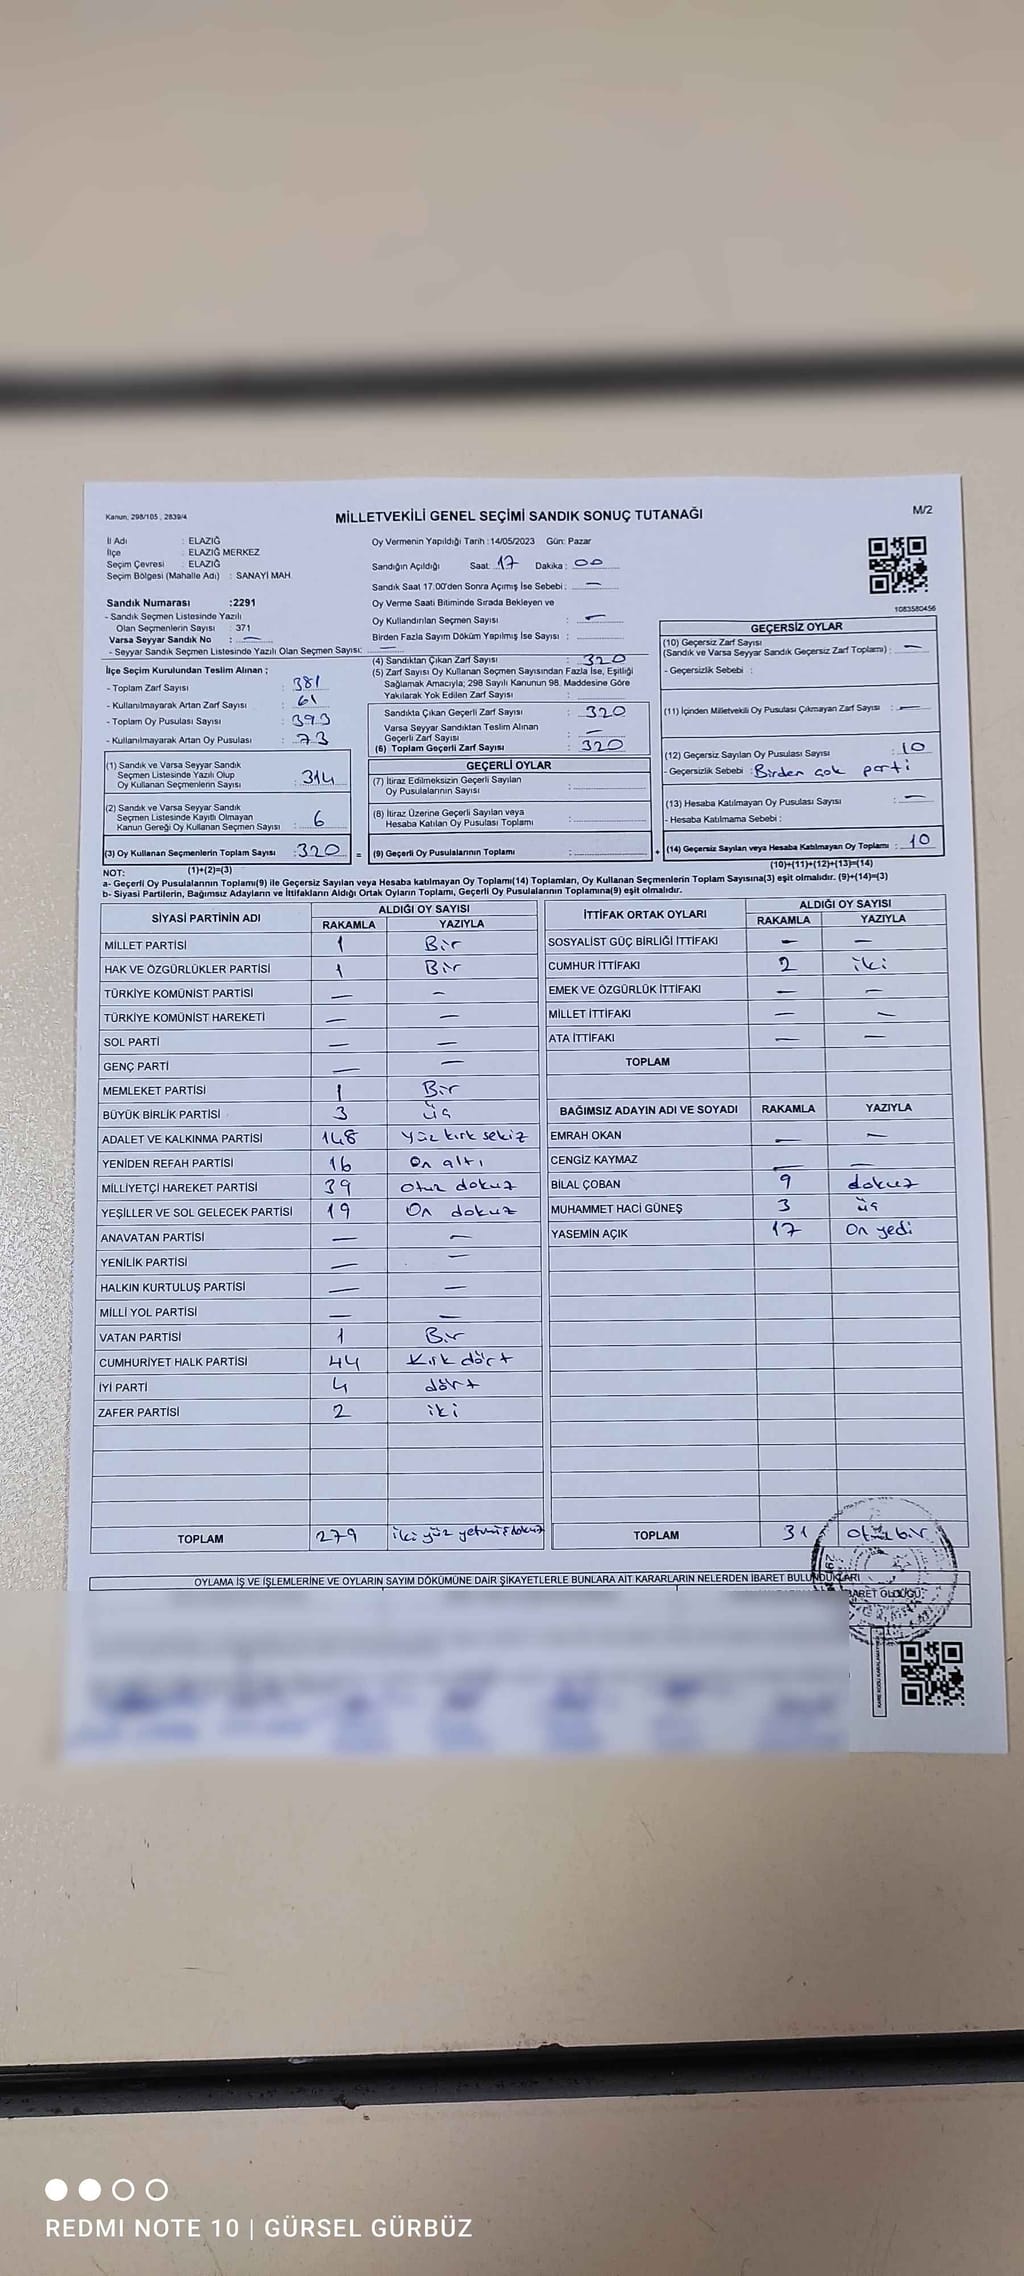 Kanun, 298/105 , 2839/4
MİLLETVEKİLİ GENEL SEÇİMİ SANDIK SONUÇ TUTANAĞI
M/2
İl Adı : ELAZIĞ
İlçe : ELAZIĞ MERKEZ
Seçim Çevresi : ELAZIĞ
Seçim Bölgesi (Mahalle Adı) : SANAYİ MAH.
Sandık Numarası :2291
- Sandık Seçmen Listesinde Yazılı
Olan Seçmenlerin Sayısı : 371
Varsa Seyyar Sandık No : —
- Seyyar Sandık Seçmen Listesinde Yazılı Olan Seçmen Sayısı: —
Oy Vermenin Yapıldığı Tarih :14/05/2023 Gün: Pazar
Sandığın Açıldığı Saat: 17 Dakika : 00
Sandık Saat 17:00'den Sonra Açımış İse Sebebi : —
Oy Verme Saati Bitiminde Sırada Bekleyen ve
Oy Kullandırılan Seçmen Sayısı : —
Birden Fazla Sayım Döküm Yapılmış İse Sayısı :
1083580456
İlçe Seçim Kurulundan Teslim Alınan ;
- Toplam Zarf Sayısı : 381
- Kullanılmayarak Artan Zarf Sayısı : 61
- Toplam Oy Pusulası Sayısı : 393
- Kullanılmayarak Artan Oy Pusulası : 73
(1) Sandık ve Varsa Seyyar Sandık
Seçmen Listesinde Yazılı Olup
Oy Kullanan Seçmenlerin Sayısı : 314
(2) Sandık ve Varsa Seyyar Sandık
Seçmen Listesinde Kayıtlı Olmayan
Kanun Gereği Oy Kullanan Seçmen Sayısı : 6
(3) Oy Kullanan Seçmenlerin Toplam Sayısı :320
(4) Sandıktan Çıkan Zarf Sayısı : 320
(5) Zarf Sayısı Oy Kullanan Seçmen Sayısından Fazla İse, Eşitliği
Sağlamak Amacıyla; 298 Sayılı Kanunun 98. Maddesine Göre
Yakılarak Yok Edilen Zarf Sayısı :
Sandıkta Çıkan Geçerli Zarf Sayısı : 320
Varsa Seyyar Sandıktan Teslim Alınan
Geçerli Zarf Sayısı : —
(6) Toplam Geçerli Zarf Sayısı : 320
GEÇERLİ OYLAR
(7) İtiraz Edilmeksizin Geçerli Sayılan
Oy Pusulalarının Sayısı :
(8) İtiraz Üzerine Geçerli Sayılan veya
Hesaba Katılan Oy Pusulası Toplamı :
= (9) Geçerli Oy Pusulalarının Toplamı :
GEÇERSİZ OYLAR
(10) Geçersiz Zarf Sayısı
(Sandık ve Varsa Seyyar Sandık Geçersiz Zarf Toplamı) : —
- Geçersizlik Sebebi :
(11) İçinden Milletvekili Oy Pusulası Çıkmayan Zarf Sayısı : —
(12) Geçersiz Sayılan Oy Pusulası Sayısı : 10
- Geçersizlik Sebebi : Birden çok parti
(13) Hesaba Katılmayan Oy Pusulası Sayısı : —
- Hesaba Katılmama Sebebi :
+ (14) Geçersiz Sayılan veya Hesaba Katılmayan Oy Toplamı : 10
NOT: (1)+(2)=(3)
(10)+(11)+(12)+(13)=(14)
a- Geçerli Oy Pusulalarının Toplamı(9) ile Geçersiz Sayılan veya Hesaba katılmayan Oy Toplamı(14) Toplamları, Oy Kullanan Seçmenlerin Toplam Sayısına(3) eşit olmalıdır. (9)+(14)=(3)
b- Siyasi Partilerin, Bağımsız Adayların ve İttifakların Aldığı Ortak Oyların Toplamı, Geçerli Oy Pusulalarının Toplamına(9) eşit olmalıdır.
SİYASİ PARTİNİN ADI ALDIĞI OY SAYISI
RAKAMLA YAZIYLA
MİLLET PARTİSİ 1 Bir
HAK VE ÖZGÜRLÜKLER PARTİSİ 1 Bir
TÜRKİYE KOMÜNİST PARTİSİ — —
TÜRKİYE KOMÜNİST HAREKETİ — —
SOL PARTİ — —
GENÇ PARTİ — —
MEMLEKET PARTİSİ 1 Bir
BÜYÜK BİRLİK PARTİSİ 3 üç
ADALET VE KALKINMA PARTİSİ 148 yüz kırk sekiz
YENİDEN REFAH PARTİSİ 16 On altı
MİLLİYETÇİ HAREKET PARTİSİ 39 otuz dokuz
YEŞİLLER VE SOL GELECEK PARTİSİ 19 On dokuz
ANAVATAN PARTİSİ — —
YENİLİK PARTİSİ — —
HALKIN KURTULUŞ PARTİSİ — —
MİLLİ YOL PARTİSİ — —
VATAN PARTİSİ 1 Bir
CUMHURİYET HALK PARTİSİ 44 Kırk dört
İYİ PARTİ 4 dört
ZAFER PARTİSİ 2 iki
TOPLAM 279 iki yüz yetmiş dokuz
İTTİFAK ORTAK OYLARI ALDIĞI OY SAYISI
RAKAMLA YAZIYLA
SOSYALİST GÜÇ BİRLİĞİ İTTİFAKI — —
CUMHUR İTTİFAKI 2 iki
EMEK VE ÖZGÜRLÜK İTTİFAKI — —
MİLLET İTTİFAKI — —
ATA İTTİFAKI — —
TOPLAM
BAĞIMSIZ ADAYIN ADI VE SOYADI RAKAMLA YAZIYLA
EMRAH OKAN — —
CENGİZ KAYMAZ — —
BİLAL ÇOBAN 9 dokuz
MUHAMMET HACİ GÜNEŞ 3 üç
YASEMİN AÇIK 17 On yedi
TOPLAM 31 Otuz bir
OYLAMA İŞ VE İŞLEMLERİNE VE OYLARIN SAYIM DÖKÜMÜNE DAİR ŞİKAYETLERLE BUNLARA AİT KARARLARIN NELERDEN İBARET BULUNDUKLARI
BARET OLDUĞU
REDMI NOTE 10 | GÜRSEL GÜRBÜZ